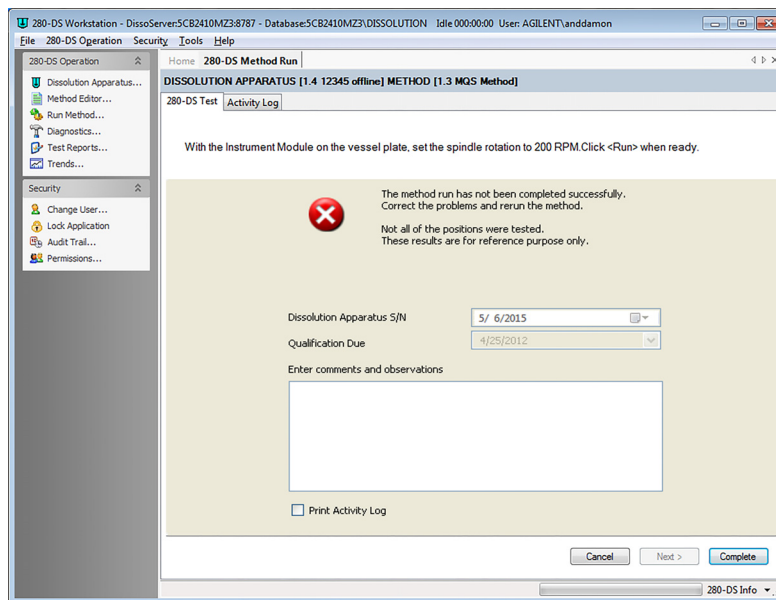 280-DS Workstation - DissoServer:5CB2410MZ3:8787 - Database:5CB2410MZ3\DISSOLUTION Idle 000:00:00 User: AGILENT\anddamon
File 280-DS Operation Security Tools Help
280-DS Operation
Dissolution Apparatus...
Method Editor...
Run Method...
Diagnostics...
Test Reports...
Trends...
Security
Change User...
Lock Application
Audit Trail...
Permissions...
Home 280-DS Method Run
DISSOLUTION APPARATUS [1.4 12345 offline] METHOD [1.3 MQS Method]
280-DS Test Activity Log
With the Instrument Module on the vessel plate, set the spindle rotation to 200 RPM.Click <Run> when ready.
The method run has not been completed successfully.
Correct the problems and rerun the method.
Not all of the positions were tested.
These results are for reference purpose only.
Dissolution Apparatus S/N 5/ 6/2015
Qualification Due 4/25/2012
Enter comments and observations
Print Activity Log
Cancel Next > Complete
280-DS Info